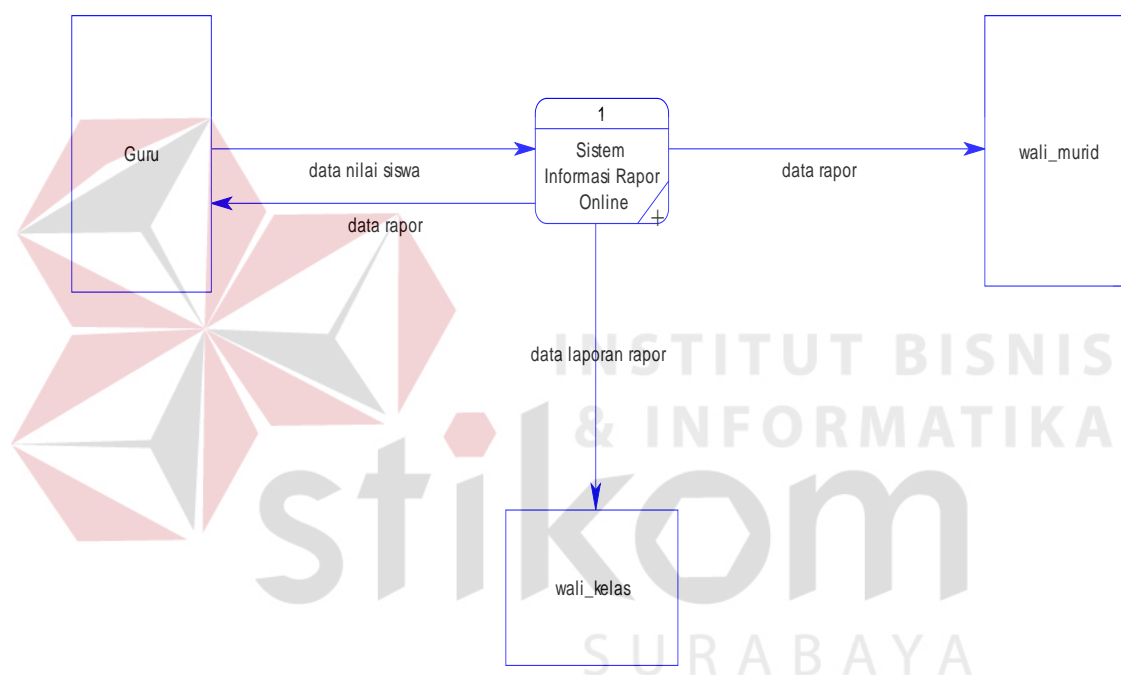 1
Guru
Sistem
Informasi Rapor
Online
wali_murid
data nilai siswa
data rapor
data rapor
data laporan rapor
INSTITUT BISNIS
& INFORMATIKA
stikom
wali_kelas
SURABAYA